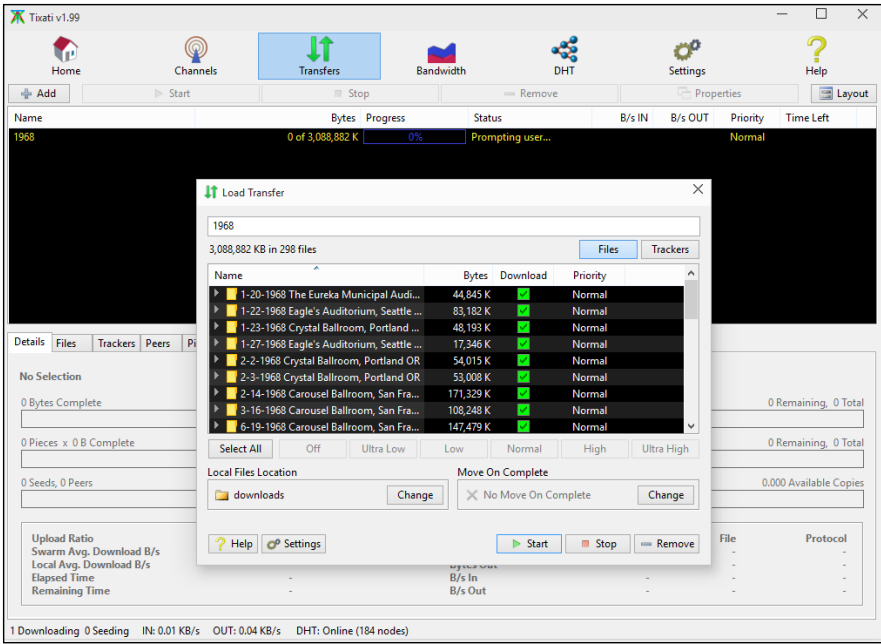 Tixati v1.99
Home Channels Transfers Bandwidth DHT Settings Help
Add Start Stop Remove Properties Layout
Name Bytes Progress Status B/s IN B/s OUT Priority Time Left
1968 0 of 3,088,882 K 0% Prompting user... Normal
Load Transfer
1968
3,088,882 KB in 298 files Files Trackers
Name Bytes Download Priority
1-20-1968 The Eureka Municipal Audi... 44,845 K Normal
1-22-1968 Eagle's Auditorium, Seattle ... 83,182 K Normal
1-23-1968 Crystal Ballroom, Portland ... 48,193 K Normal
1-27-1968 Eagle's Auditorium, Seattle ... 17,346 K Normal
2-2-1968 Crystal Ballroom, Portland OR 54,015 K Normal
2-3-1968 Crystal Ballroom, Portland OR 53,008 K Normal
2-14-1968 Carousel Ballroom, San Fra... 171,329 K Normal
3-16-1968 Carousel Ballroom, San Fra... 108,248 K Normal
6-19-1968 Carousel Ballroom, San Fra... 147,479 K Normal
Select All Off Ultra Low Low Normal High Ultra High
Local Files Location Move On Complete
downloads Change No Move On Complete Change
Help Settings Start Stop Remove
Details Files Trackers Peers Pi
No Selection
0 Bytes Complete 0 Remaining, 0 Total
0 Pieces x 0 B Complete 0 Remaining, 0 Total
0 Seeds, 0 Peers 0.000 Available Copies
Upload Ratio - File Protocol
Swarm Avg. Download B/s - -
Local Avg. Download B/s Bytes Out - -
Elapsed Time - B/s In - -
Remaining Time - B/s Out - -
1 Downloading 0 Seeding IN: 0.01 KB/s OUT: 0.04 KB/s DHT: Online (184 nodes)